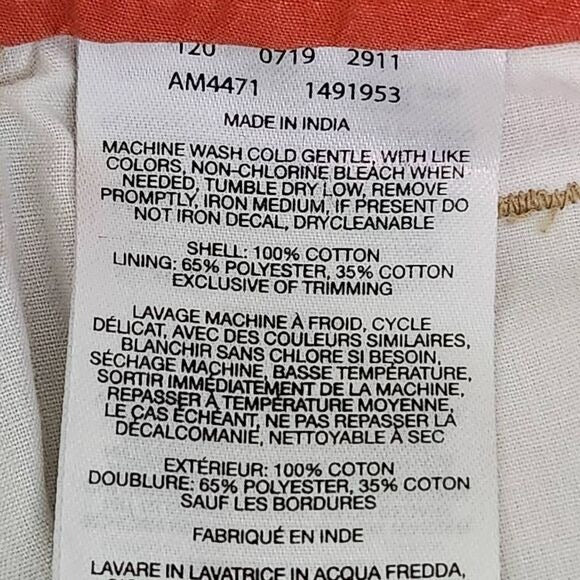 120 0719 2911
AM4471 1491953
MADE IN INDIA
MACHINE WASH COLD GENTLE, WITH LIKE
COLORS, NON-CHLORINE BLEACH WHEN
NEEDED, TUMBLE DRY LOW, REMOVE
PROMPTLY, IRON MEDIUM, IF PRESENT DO
NOT IRON DECAL, DRYCLEANABLE
SHELL: 100% COTTON
LINING: 65% POLYESTER, 35% COTTON
EXCLUSIVE OF TRIMMING
LAVAGE MACHINE À FROID, CYCLE
DÉLICAT, AVEC DES COULEURS SIMILAIRES,
BLANCHIR SANS CHLORE SI BESOIN,
SÉCHAGE MACHINE, BASSE TEMPÉRATURE,
SORTIR IMMÉDIATEMENT DE LA MACHINE,
REPASSER À TEMPÉRATURE MOYENNE,
LE CAS ÉCHÉANT, NE PAS REPASSER LA
DÉCALCOMANIE, NETTOYABLE À SEC
EXTÉRIEUR: 100% COTON
DOUBLURE: 65% POLYESTER, 35% COTON
SAUF LES BORDURES
FABRIQUÉ EN INDE
LAVARE IN LAVATRICE IN ACQUA FREDDA,